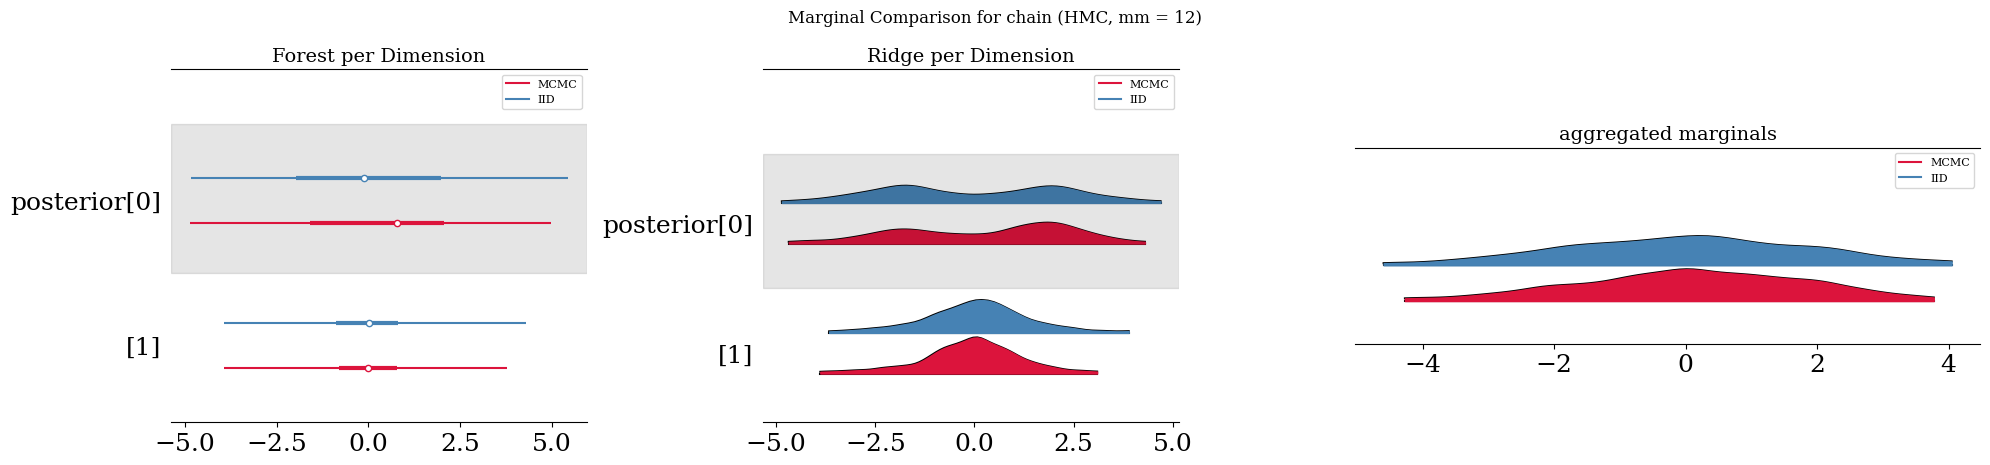 Marginal Comparison for chain (HMC, mm = 12)
Forest per Dimension
MCMC
IID
posterior[0]
[1]
−5.0 −2.5 0.0 2.5 5.0
Ridge per Dimension
MCMC
IID
posterior[0]
[1]
−5.0 −2.5 0.0 2.5 5.0
aggregated marginals
MCMC
IID
−4 −2 0 2 4